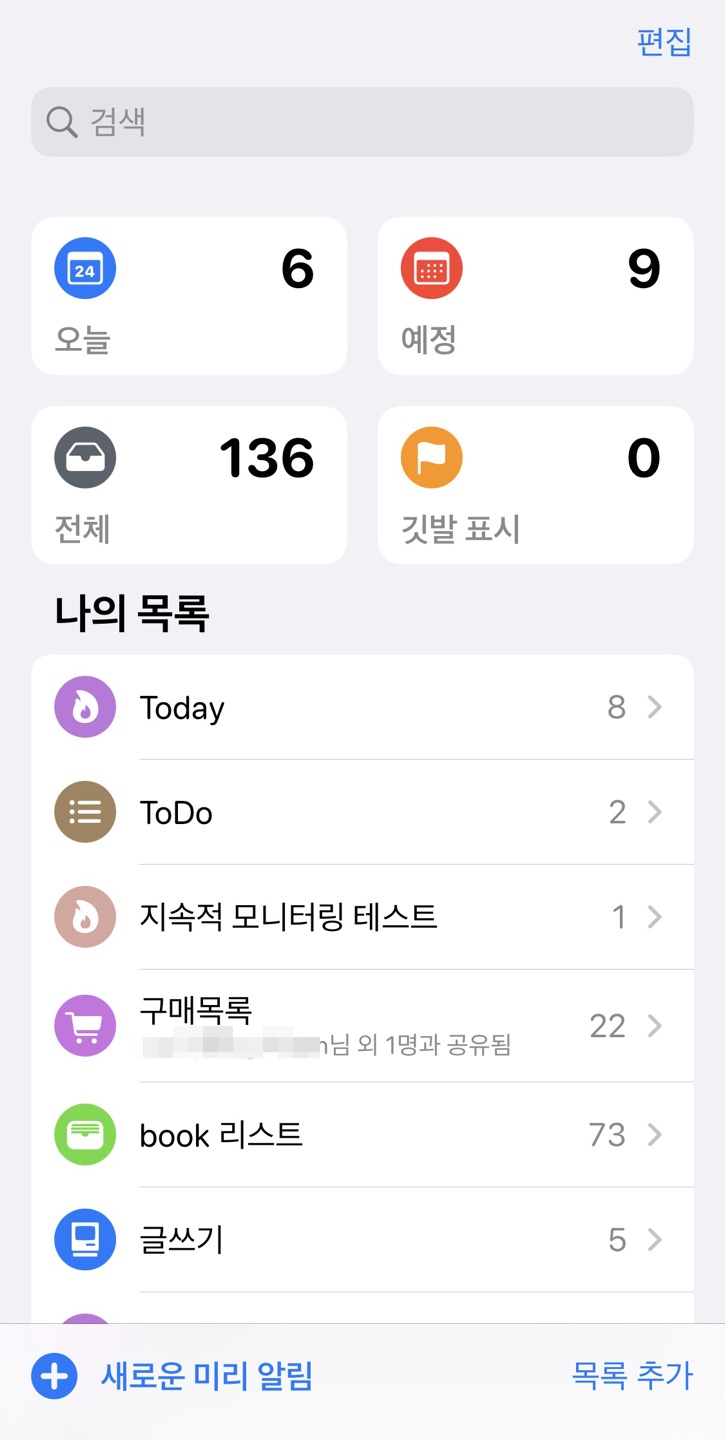 편집
검색
24
6
오늘
9
예정
136
전체
0
깃발 표시
나의 목록
Today
8
ToDo
2
지속적 모니터링 테스트
1
구매목록
님 외 1명과 공유됨
22
book 리스트
73
글쓰기
5
새로운 미리 알림
목록 추가